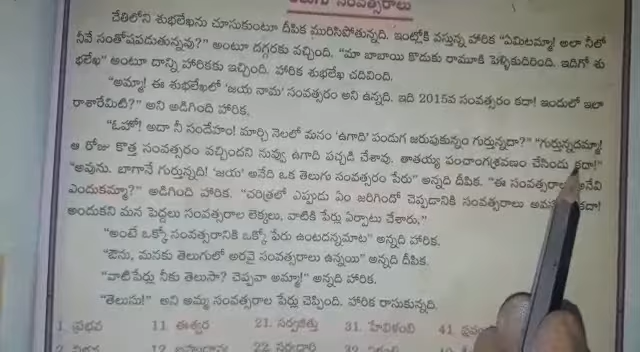 తెలుగు సంవత్సరాలు
చేతిలోని శుభలేఖను చూసుకుంటూ దీపిక మురిసిపోతున్నది. ఇంట్లోకి వస్తున్న హారిక "ఏమిటమ్మా! అలా నీలో
నీవే సంతోషపడుతున్నవు?" అంటూ దగ్గరకు వచ్చింది. "మా బాబాయి కొడుకు రాముకి పెళ్ళికుదిరింది. ఇదిగో శు
భలేఖ" అంటూ దాన్ని హారికకు ఇచ్చింది. హారిక శుభలేఖ చదివింది.
"అమ్మా! ఈ శుభలేఖలో 'జయ నామ' సంవత్సరం అని ఉన్నది. ఇది 2015వ సంవత్సరం కదా! ఇందులో ఇలా
రాశారేమిటి?" అని అడిగింది హారిక.
"ఓహో! అదా నీ సందేహం! మార్చి నెలలో మనం 'ఉగాది' పండుగ జరుపుకున్నం గుర్తున్నదా?" "గుర్తున్నదమ్మా!
ఆ రోజు కొత్త సంవత్సరం వచ్చిందని నువ్వు ఉగాది పచ్చడి చేశావు. తాతయ్య పంచాంగశ్రవణం చేసిండు కదా!"
"అవును. బాగానే గుర్తున్నది! 'జయ' అనేది ఒక తెలుగు సంవత్సరం పేరు" అన్నది దీపిక. "ఈ సంవత్సరాలు అనేవి
ఎందుకమ్మా?" అడిగింది హారిక. "చరిత్రలో ఎప్పుడు ఏం జరిగిందో చెప్పడానికి సంవత్సరాలు కదా!
అందుకని మన పెద్దలు సంవత్సరాల లెక్కలు, వాటికి పేర్లు ఏర్పాటు చేశారు."
"అంటే ఒక్కో సంవత్సరానికి ఒక్కో పేరు ఉంటదన్నమాట" అన్నది హారిక.
"ఔను, మనకు తెలుగులో అరవై సంవత్సరాలు ఉన్నయి" అన్నది దీపిక.
"వాటిపేర్లు నీకు తెలుసా? చెప్పవా అమ్మా!" అన్నది హారిక.
"తెలుసు!" అని అమ్మ సంవత్సరాల పేర్లు చెప్పింది. హారిక రాసుకున్నది.
1. ప్రభవ 11. ఈశ్వర 21. సర్వజిత్తు 31. హేవిళంబి 41.